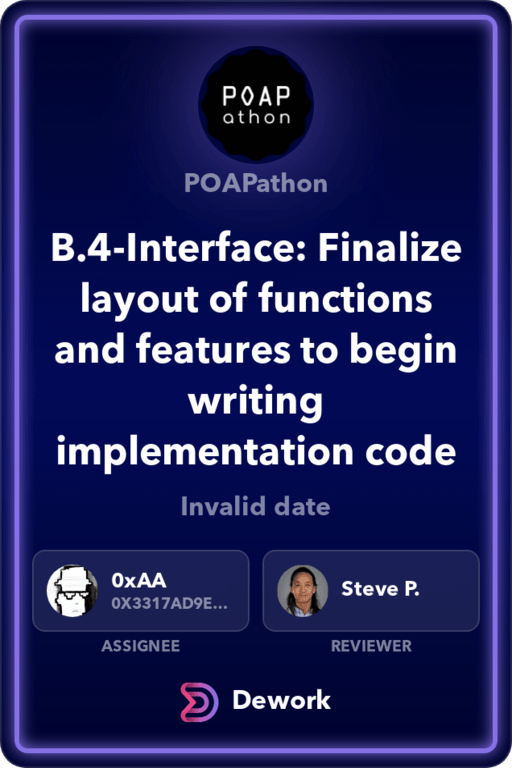 POAP
athon
POAPathon
B.4-Interface: Finalize
layout of functions
and features to begin
writing
implementation code
Invalid date
0xAA
0X3317AD9E...
Steve P.
ASSIGNEE
REVIEWER
Dework